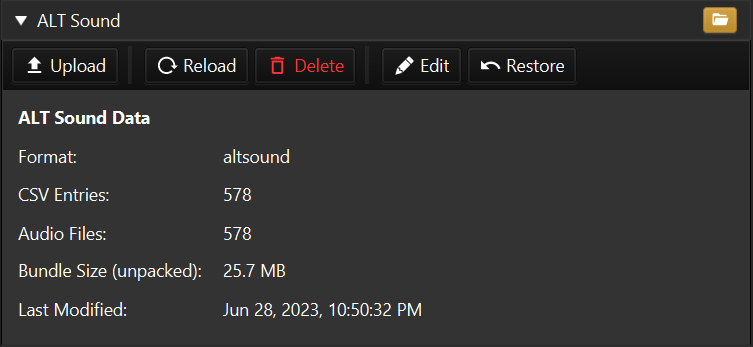 ALT Sound
Upload Reload Delete Edit Restore
ALT Sound Data
Format: altsound
CSV Entries: 578
Audio Files: 578
Bundle Size (unpacked): 25.7 MB
Last Modified: Jun 28, 2023, 10:50:32 PM